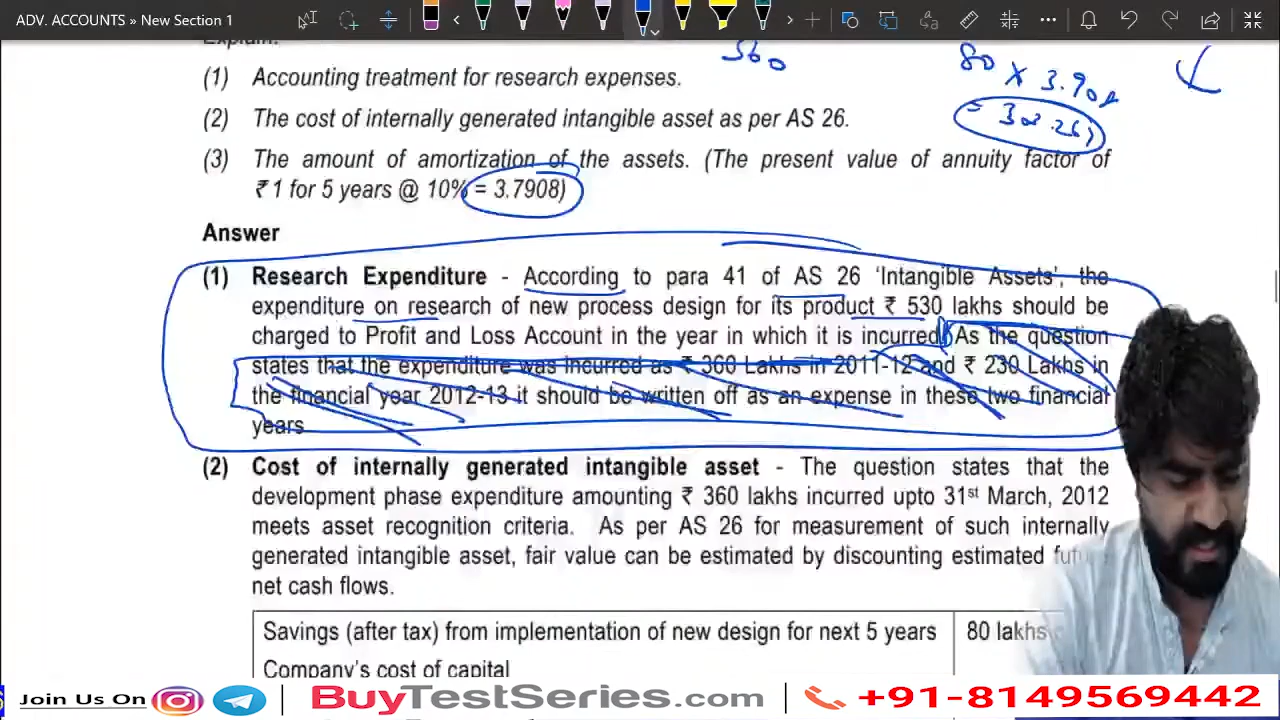 ADV. ACCOUNTS » New Section 1
Explain:
560
80
x 3.7908
(1) Accounting treatment for research expenses.
(2) The cost of internally generated intangible asset as per AS 26.
(3) The amount of amortization of the assets. (The present value of annuity factor of
₹ 1 for 5 years @ 10% = 3.7908)
Answer
(1) Research Expenditure - According to para 41 of AS 26 'Intangible Assets', the
expenditure on research of new process design for its product ₹ 530 lakhs should be
charged to Profit and Loss Account in the year in which it is incurred. As the question
states that the expenditure was incurred as ₹ 360 Lakhs in 2011-12 and ₹ 230 Lakhs in
the financial year 2012-13 it should be written off as an expense in these two financial
years
(2) Cost of internally generated intangible asset - The question states that the
development phase expenditure amounting ₹ 360 lakhs incurred upto 31st March, 2012
meets asset recognition criteria. As per AS 26 for measurement of such internally
generated intangible asset, fair value can be estimated by discounting estimated
net cash flows.
Savings (after tax) from implementation of new design for next 5 years 80 lakhs
Company's cost of capital
Join Us On BuyTestSeries.com +91-8149569442